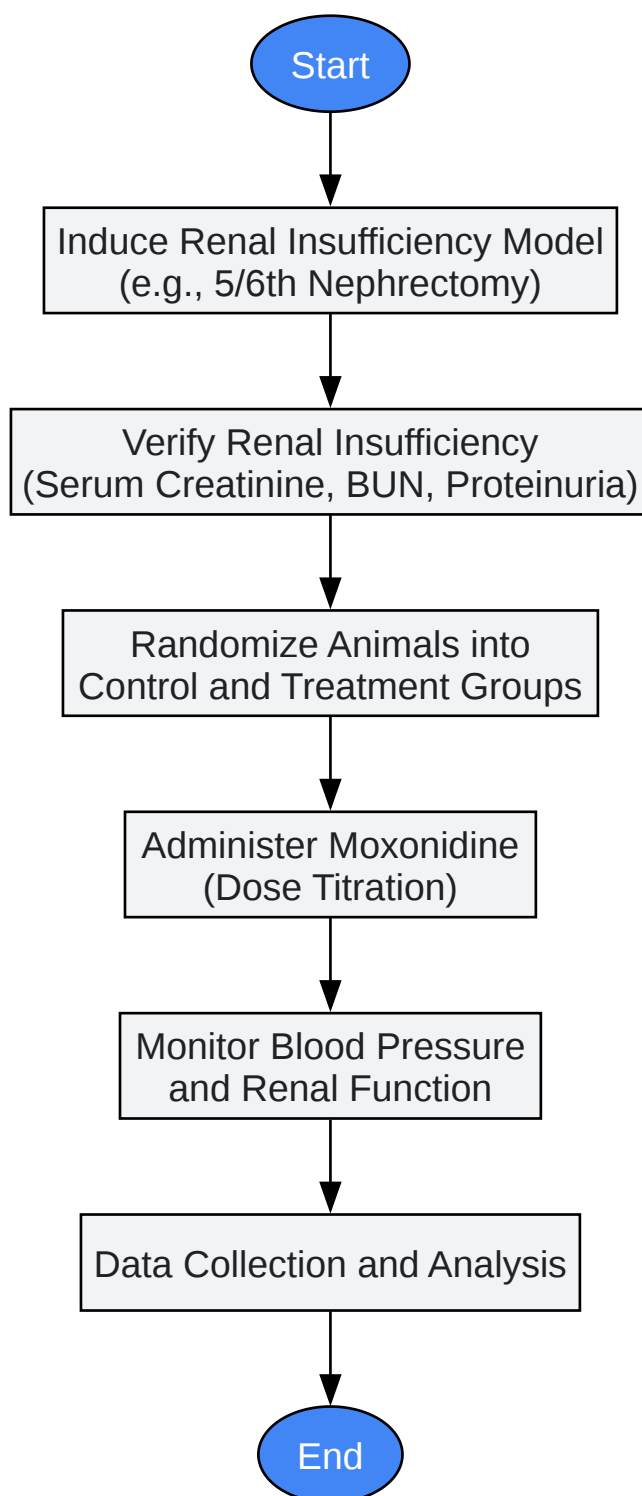 Start
Induce Renal Insufficiency Model
(e.g., 5/6th Nephrectomy)
Verify Renal Insufficiency
(Serum Creatinine, BUN, Proteinuria)
Randomize Animals into
Control and Treatment Groups
Administer Moxonidine
(Dose Titration)
Monitor Blood Pressure
and Renal Function
Data Collection and Analysis
End